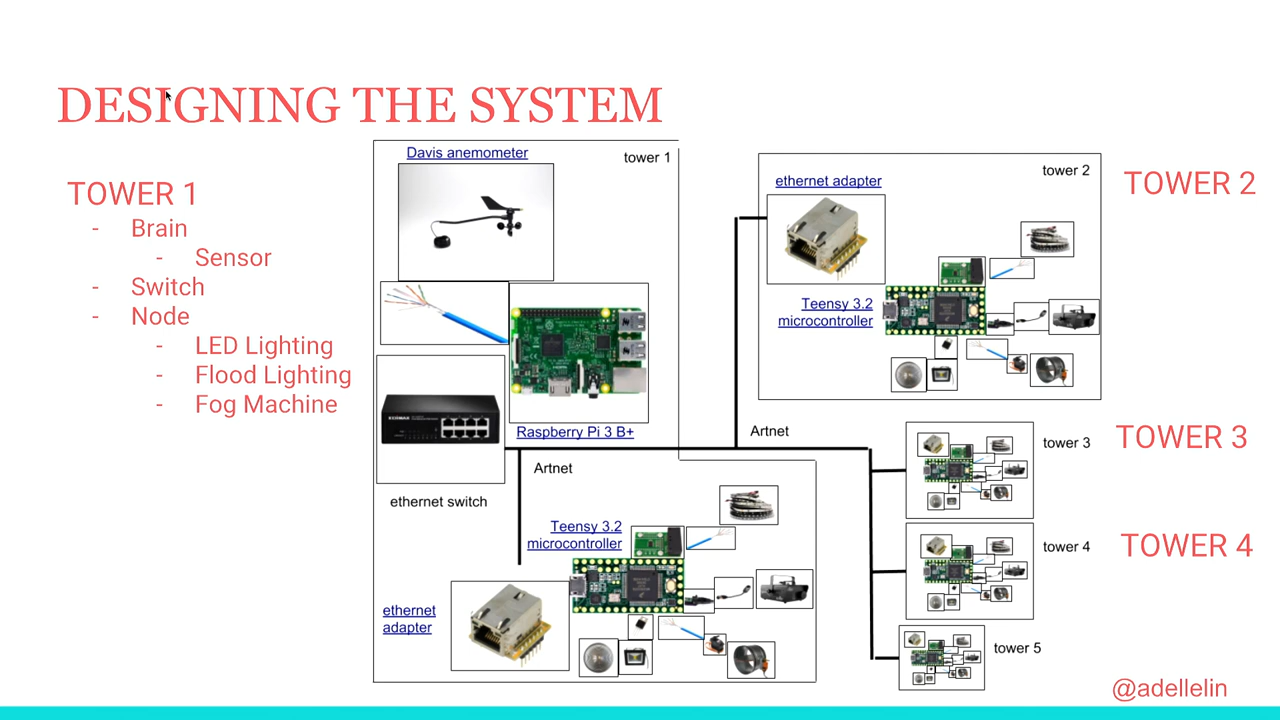 DESIGNING THE SYSTEM
TOWER 1
- Brain
- Sensor
- Switch
- Node
- LED Lighting
- Flood Lighting
- Fog Machine
Davis anemometer
tower 1
Raspberry Pi 3 B+
ethernet switch
Artnet
Teensy 3.2
microcontroller
ethernet
adapter
tower 2
ethernet adapter
Teensy 3.2
microcontroller
TOWER 2
Artnet
tower 3
TOWER 3
tower 4
TOWER 4
tower 5
@adellelin